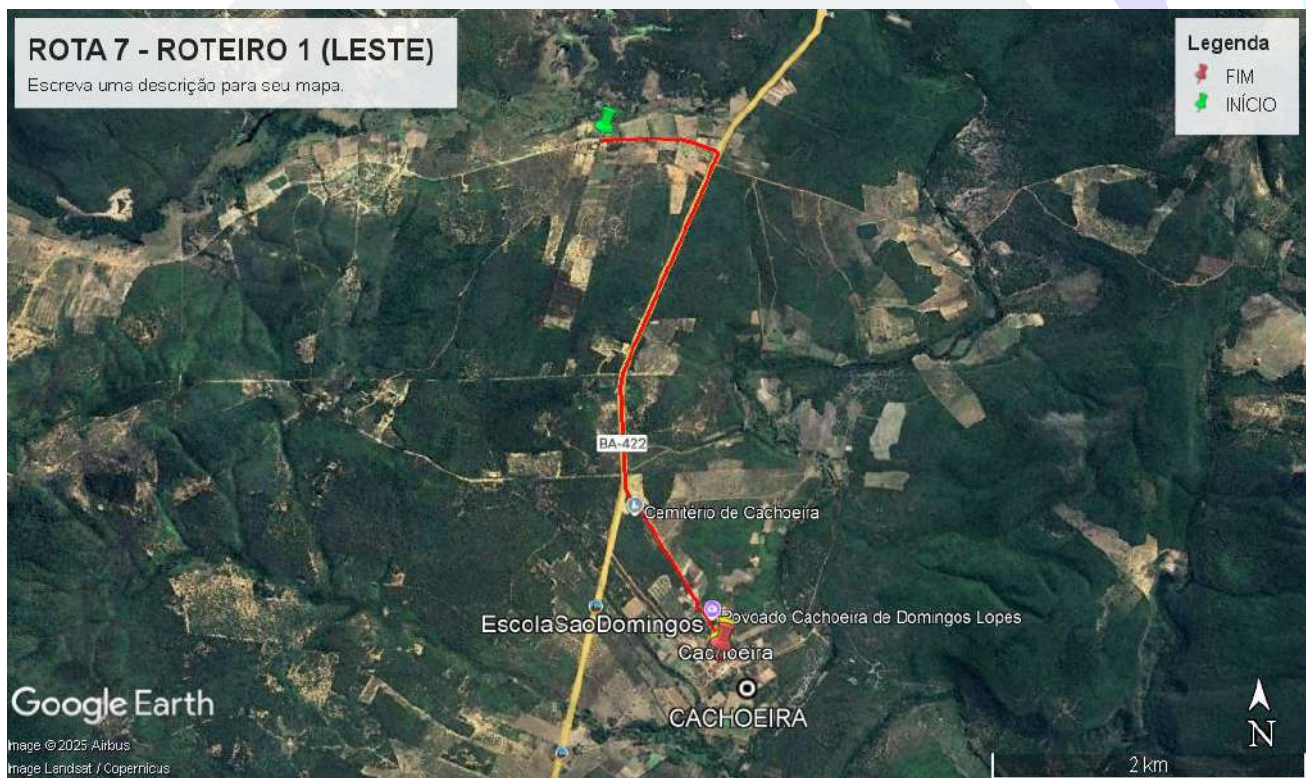 ROTA 7 - ROTEIRO 1 (LESTE)
Escreva uma descrição para seu mapa.
Legenda
FIM
INÍCIO
BA-422
Cemitério de Cachoeira
EscolaSaoDomingos
Povoado Cachoeira de Domingos Lopes
Cachoeira
CACHOEIRA
Google Earth
Image ©2025 Airbus
Image Landsat / Copernicus
N
2 km